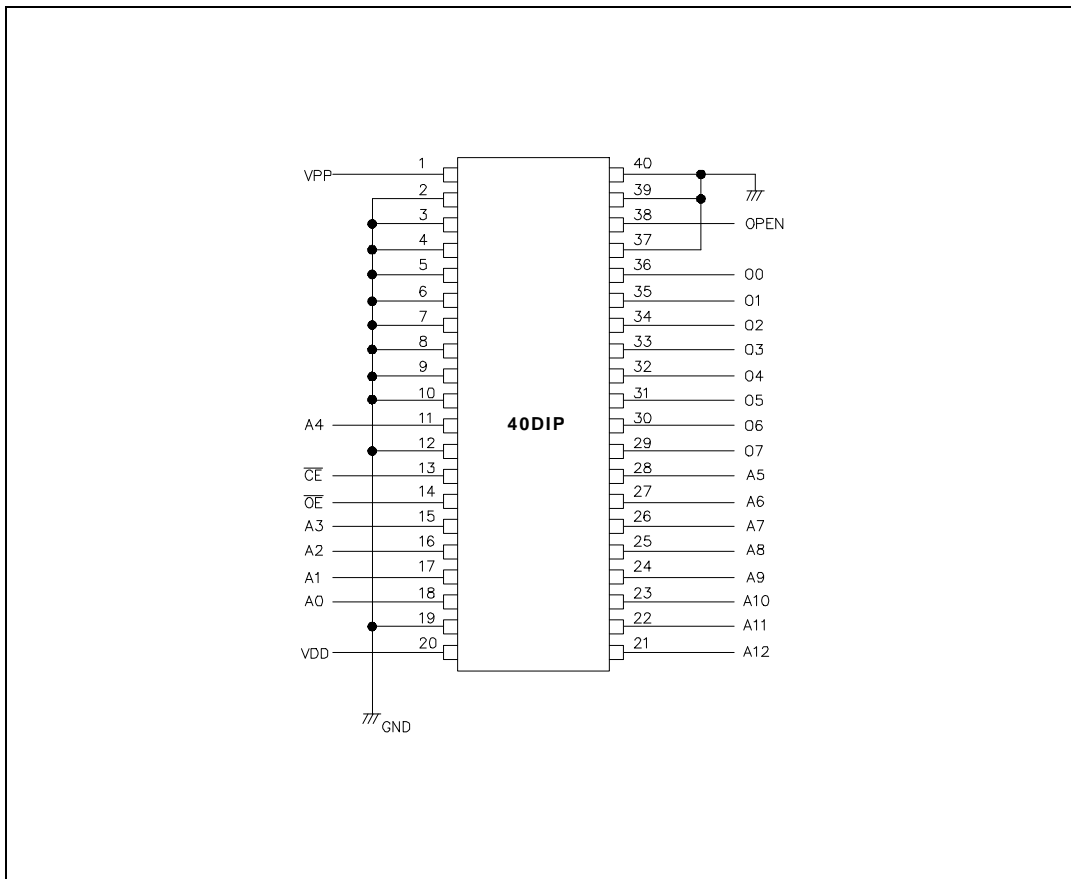 VPP 1 40
2 39
3 38 OPEN
4 37
5 36 O0
6 35 O1
7 34 O2
8 33 O3
9 32 O4
10 31 O5
A4 11 40DIP 30 O6
12 29 O7
C̅E̅ 13 28 A5
O̅E̅ 14 27 A6
A3 15 26 A7
A2 16 25 A8
A1 17 24 A9
A0 18 23 A10
19 22 A11
VDD 20 21 A12
GND